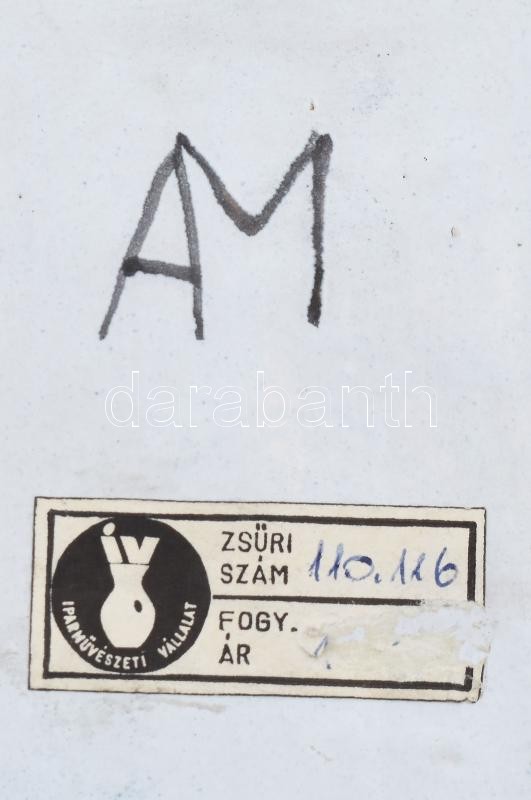 AM
darabanth
iv
IPARMŰVÉSZETI VÁLLALAT
ZSŰRI
SZÁM 110.116
FOGY.
ÁR